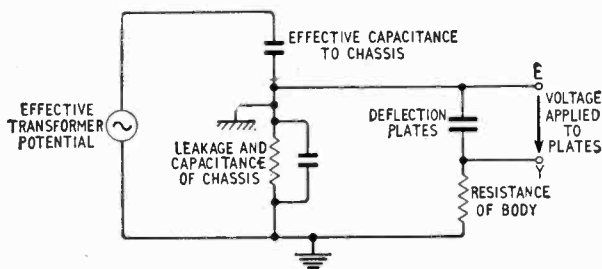 EFFECTIVE CAPACITANCE
TO CHASSIS
EFFECTIVE
TRANSFORMER
POTENTIAL
LEAKAGE AND
CAPACITANCE
OF CHASSIS
DEFLECTION
PLATES
E
VOLTAGE
APPLIED
TO
PLATES
Y
RESISTANCE
OF BODY